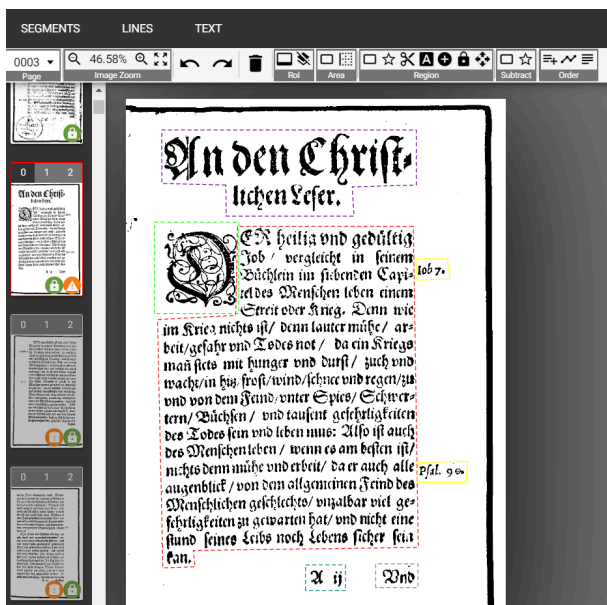 SEGMENTS LINES TEXT
0003 46.58%
Page Image Zoom RoI Area Region Subtract Order
0 1 2
An den Chriſt-
lichen Leſer.
0 1 2
0 1 2
An den Chriſt-
lichen Leſer.
DER heilig vnd gedültig
Job / vergleicht in ſeinem
Büchlein im ſiebenden Capi-
tel des Menſchen leben einem
Streit oder Krieg. Denn wie
im Krieg nichts iſt / denn lauter mühe / ar-
beit / gefahr vnd Todes not / da ein Kriegs
man ſtets mit hunger vnd durſt / zuch vnd
wacht / in hitz froſt / wind / ſchnee vnd regen / zu
vnd von dem Feind / vnter Spies / Schwer-
tern / Büchſen / vnd tauſent gefehrligkeiten
des Todes ſein vnd leben mus: Alſo iſt auch
des Menſchen leben / wenn es am beſten iſt /
nichts denn mühe vnd erbeit / da er auch alle
augenblick / von dem allgemeinen Feind des
Menſchlichen geſchlechts / vnzalbar viel ge-
fehrligkeiten zu gewarten hat / vnd nicht eine
ſtund ſeines Leibs noch Lebens ſicher ſein
kan.
Iob 7.
Pſal. 90.
A ij Vnd